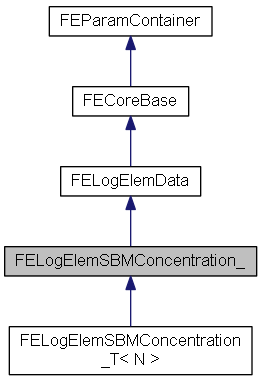 FEParamContainer
FECoreBase
FELogElemData
FELogElemSBMConcentration_
FELogElemSBMConcentration
_T< N >